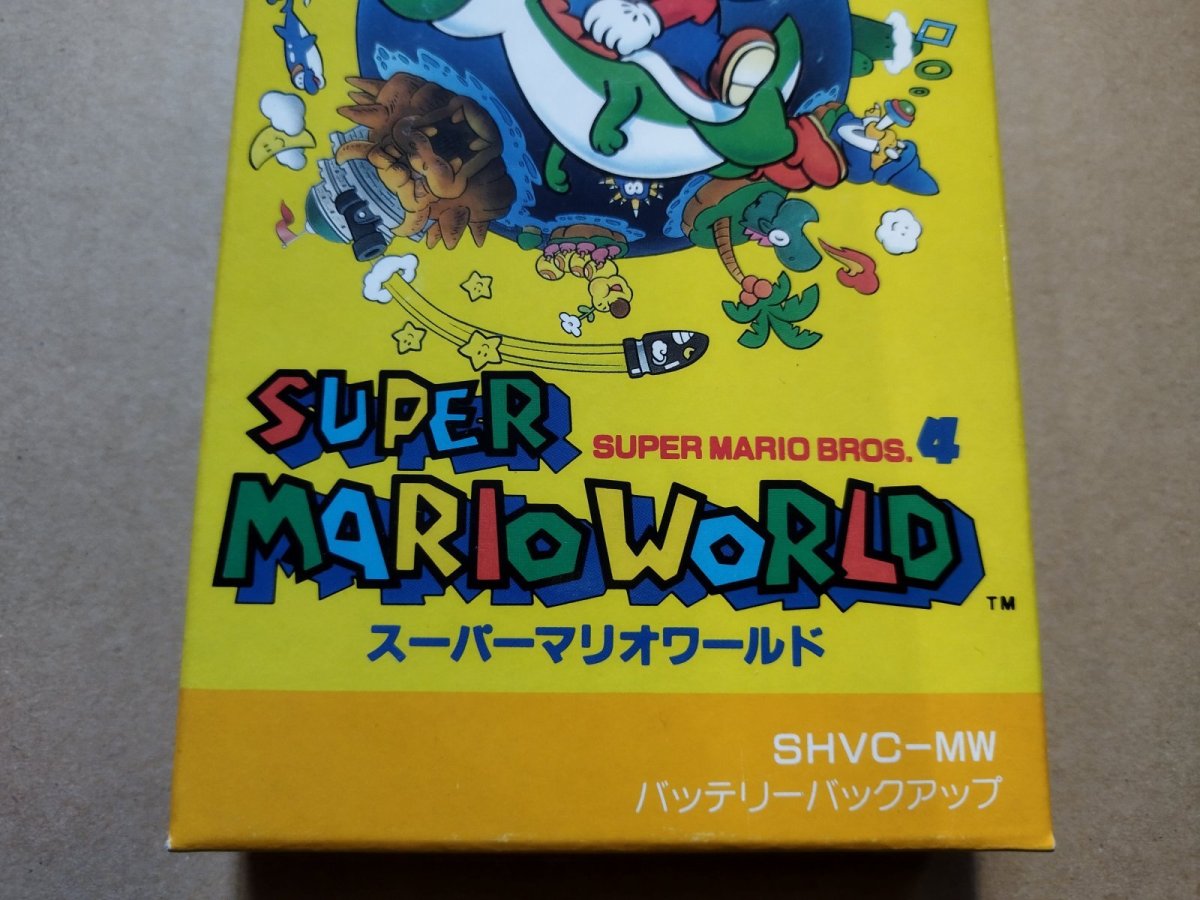 SUPER
SUPER MARIO BROS. 4
MARIO WORLD
TM
スーパーマリオワールド
SHVC-MW
バッテリーバックアップ